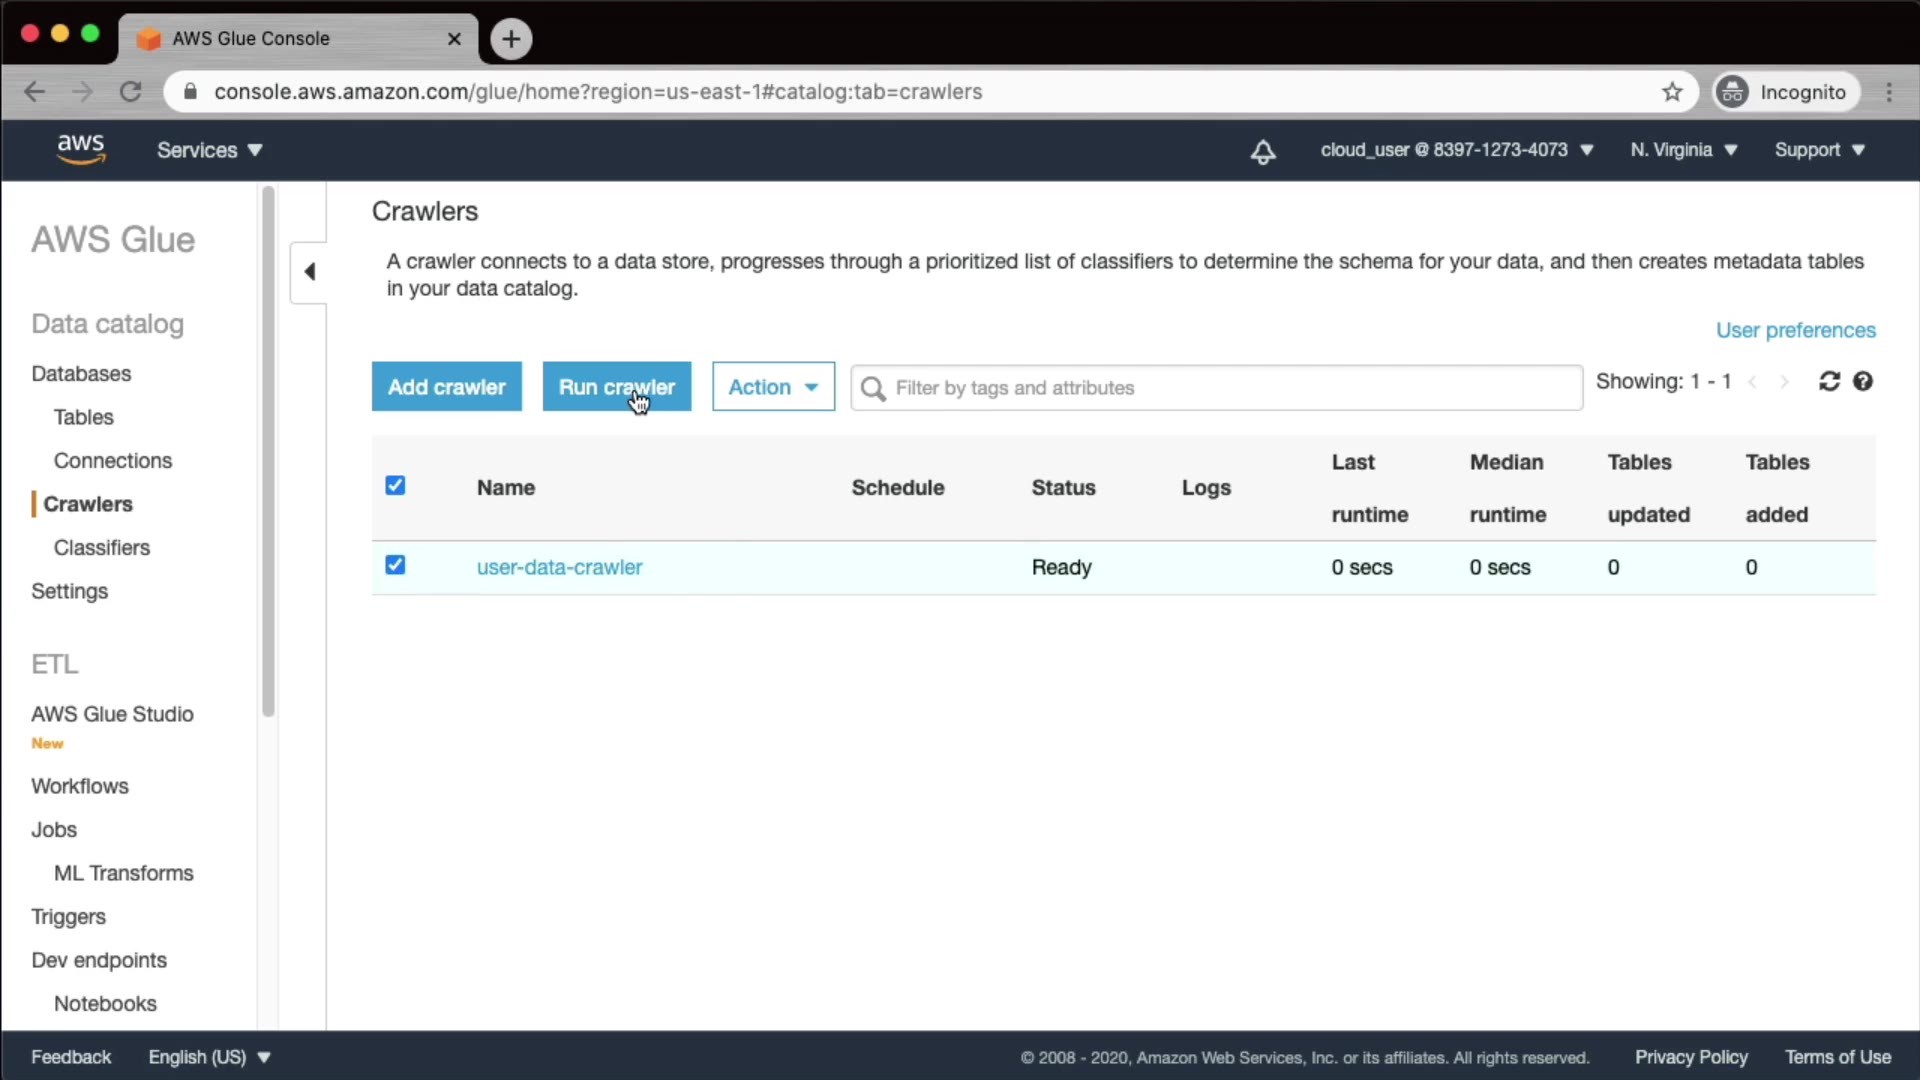 AWS Glue Console
console.aws.amazon.com/glue/home?region=us-east-1#catalog:tab=crawlers
Incognito
aws
Services
cloud_user @ 8397-1273-4073
N. Virginia
Support
AWS Glue
Data catalog
Databases
Tables
Connections
Crawlers
Classifiers
Settings
ETL
AWS Glue Studio
New
Workflows
Jobs
ML Transforms
Triggers
Dev endpoints
Notebooks
Crawlers
A crawler connects to a data store, progresses through a prioritized list of classifiers to determine the schema for your data, and then creates metadata tables
in your data catalog.
User preferences
Add crawler
Run crawler
Action
Filter by tags and attributes
Showing: 1 - 1
Name Schedule Status Logs Last runtime Median runtime Tables updated Tables added
user-data-crawler Ready 0 secs 0 secs 0 0
Feedback
English (US)
© 2008 - 2020, Amazon Web Services, Inc. or its affiliates. All rights reserved.
Privacy Policy
Terms of Use